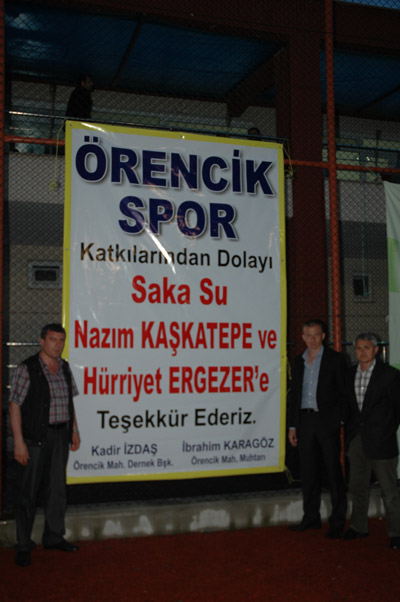 ÖRENCİK
SPOR
Katkılarından Dolayı
Saka Su
Nazım KAŞKATEPE ve
Hürriyet ERGEZER'e
Teşekkür Ederiz.
Kadir İZDAŞ
Örencik Mah. Dernek Bşk.
İbrahim KARAGÖZ
Örencik Mah. Muhtarı